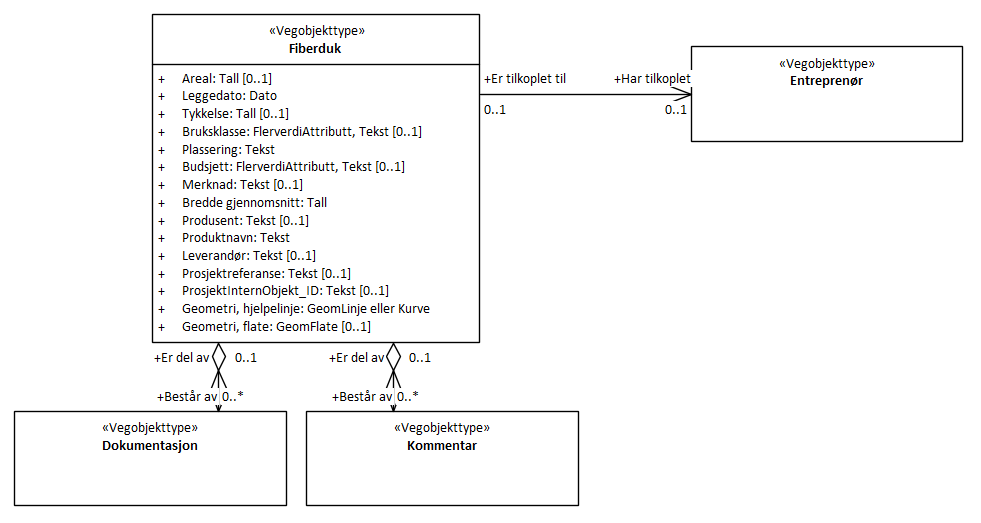 «Vegobjekttype»
Fiberduk
+ Areal: Tall [0..1]
+ Leggedato: Dato
+ Tykkelse: Tall [0..1]
+ Bruksklasse: FlerverdiAttributt, Tekst [0..1]
+ Plassering: Tekst
+ Budsjett: FlerverdiAttributt, Tekst [0..1]
+ Merknad: Tekst [0..1]
+ Bredde gjennomsnitt: Tall
+ Produsent: Tekst [0..1]
+ Produktnavn: Tekst
+ Leverandør: Tekst [0..1]
+ Prosjektreferanse: Tekst [0..1]
+ ProsjektInternObjekt_ID: Tekst [0..1]
+ Geometri, hjelpelinje: GeomLinje eller Kurve
+ Geometri, flate: GeomFlate [0..1]
+Er tilkoplet til +Har tilkoplet
0..1 0..1
«Vegobjekttype»
Entreprenør
+Er del av 0..1 +Er del av 0..1
+Består av 0..* +Består av 0..*
«Vegobjekttype»
Dokumentasjon
«Vegobjekttype»
Kommentar